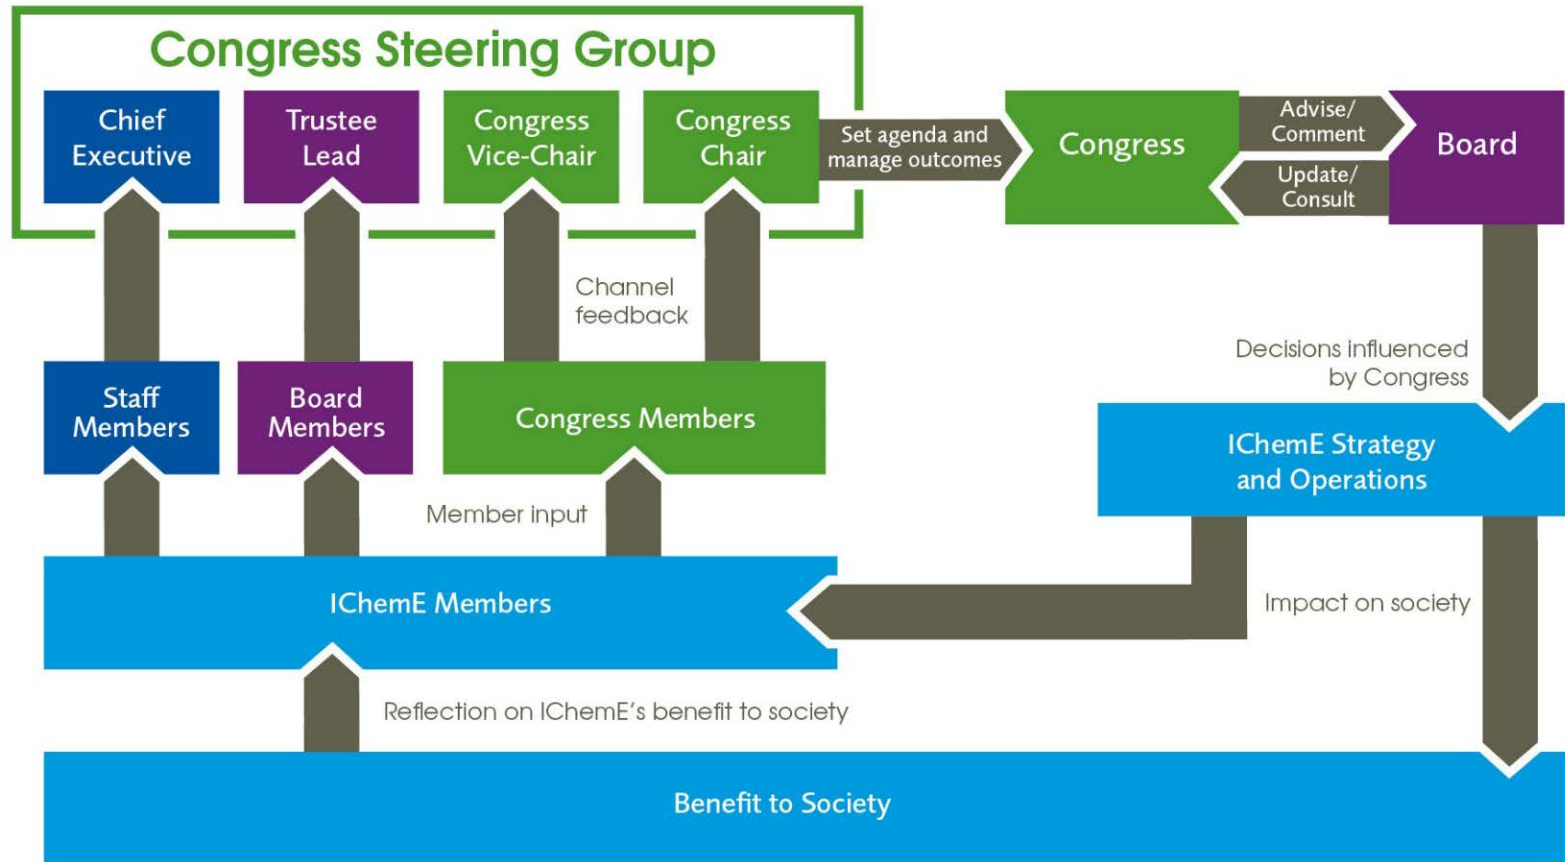 Congress Steering Group
Chief
Executive
Trustee
Lead
Congress
Vice-Chair
Congress
Chair
Set agenda and
manage outcomes
Congress
Advise/
Comment
Update/
Consult
Board
Channel
feedback
Decisions influenced
by Congress
Staff
Members
Board
Members
Congress Members
IChemE Strategy
and Operations
Member input
IChemE Members
Impact on society
Reflection on IChemE's benefit to society
Benefit to Society